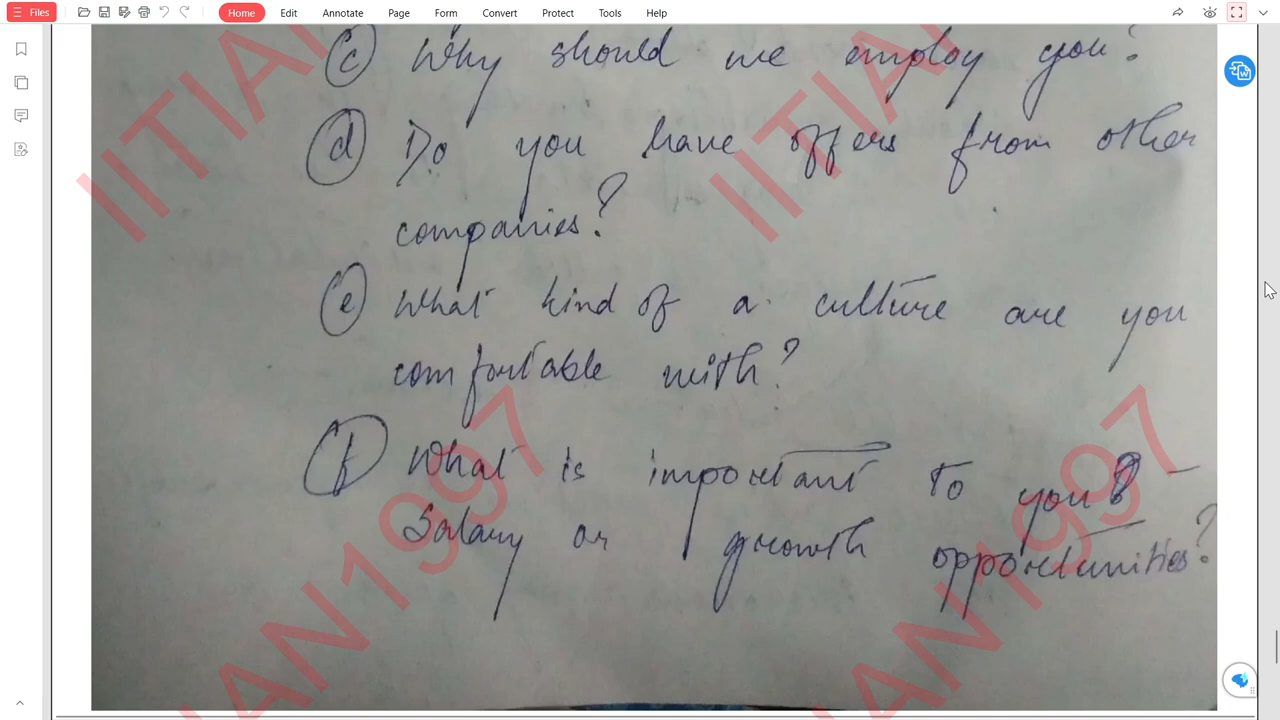 Files
Home Edit Annotate Page Form Convert Protect Tools Help
(c) Why should we employ you?
(d) Do you have offers from other
companies?
(e) What kind of a culture are you
comfortable with?
(f) What is important to you? -
Salary or growth opportunities?
IITIAN1997
IITIAN1997